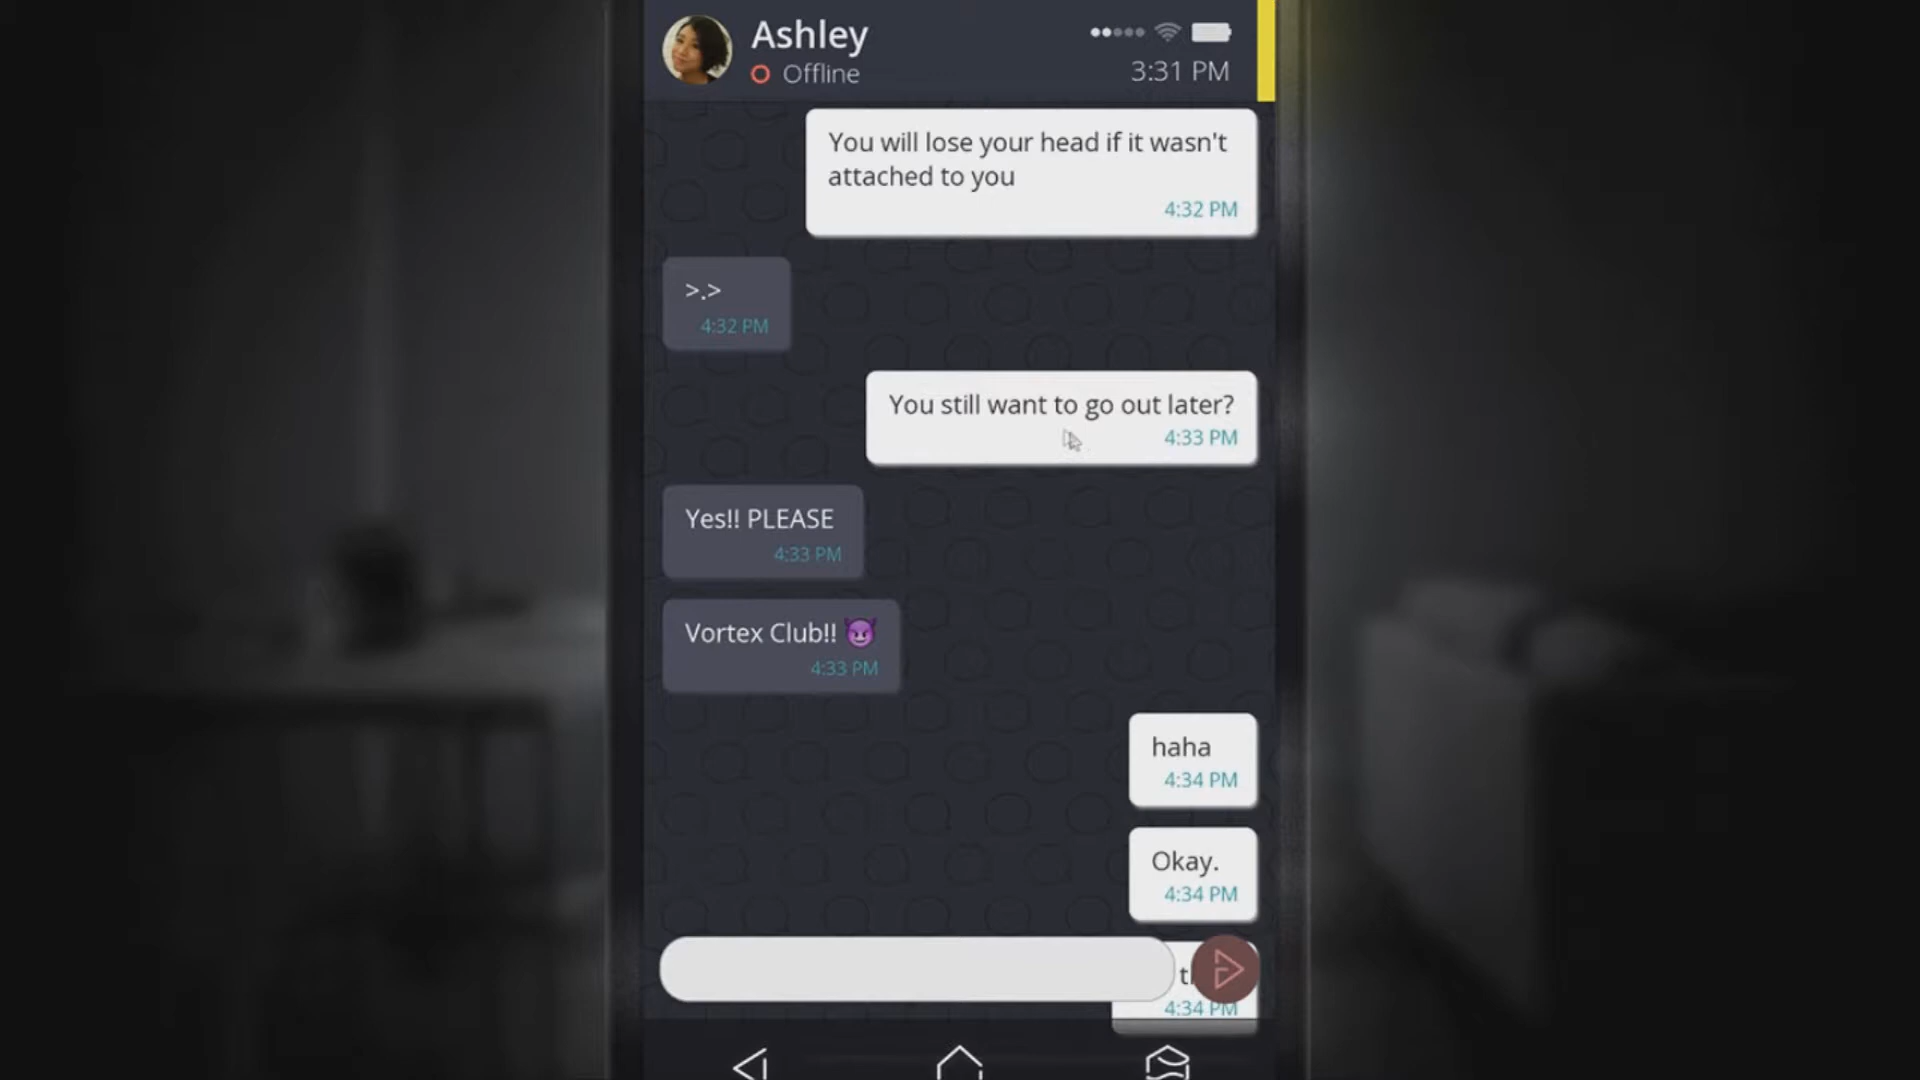 Ashley
Offline
3:31 PM
You will lose your head if it wasn't
attached to you
4:32 PM
>.>
4:32 PM
You still want to go out later?
4:33 PM
Yes!! PLEASE
4:33 PM
Vortex Club!! 😈
4:33 PM
haha
4:34 PM
Okay.
4:34 PM
4:34 PM